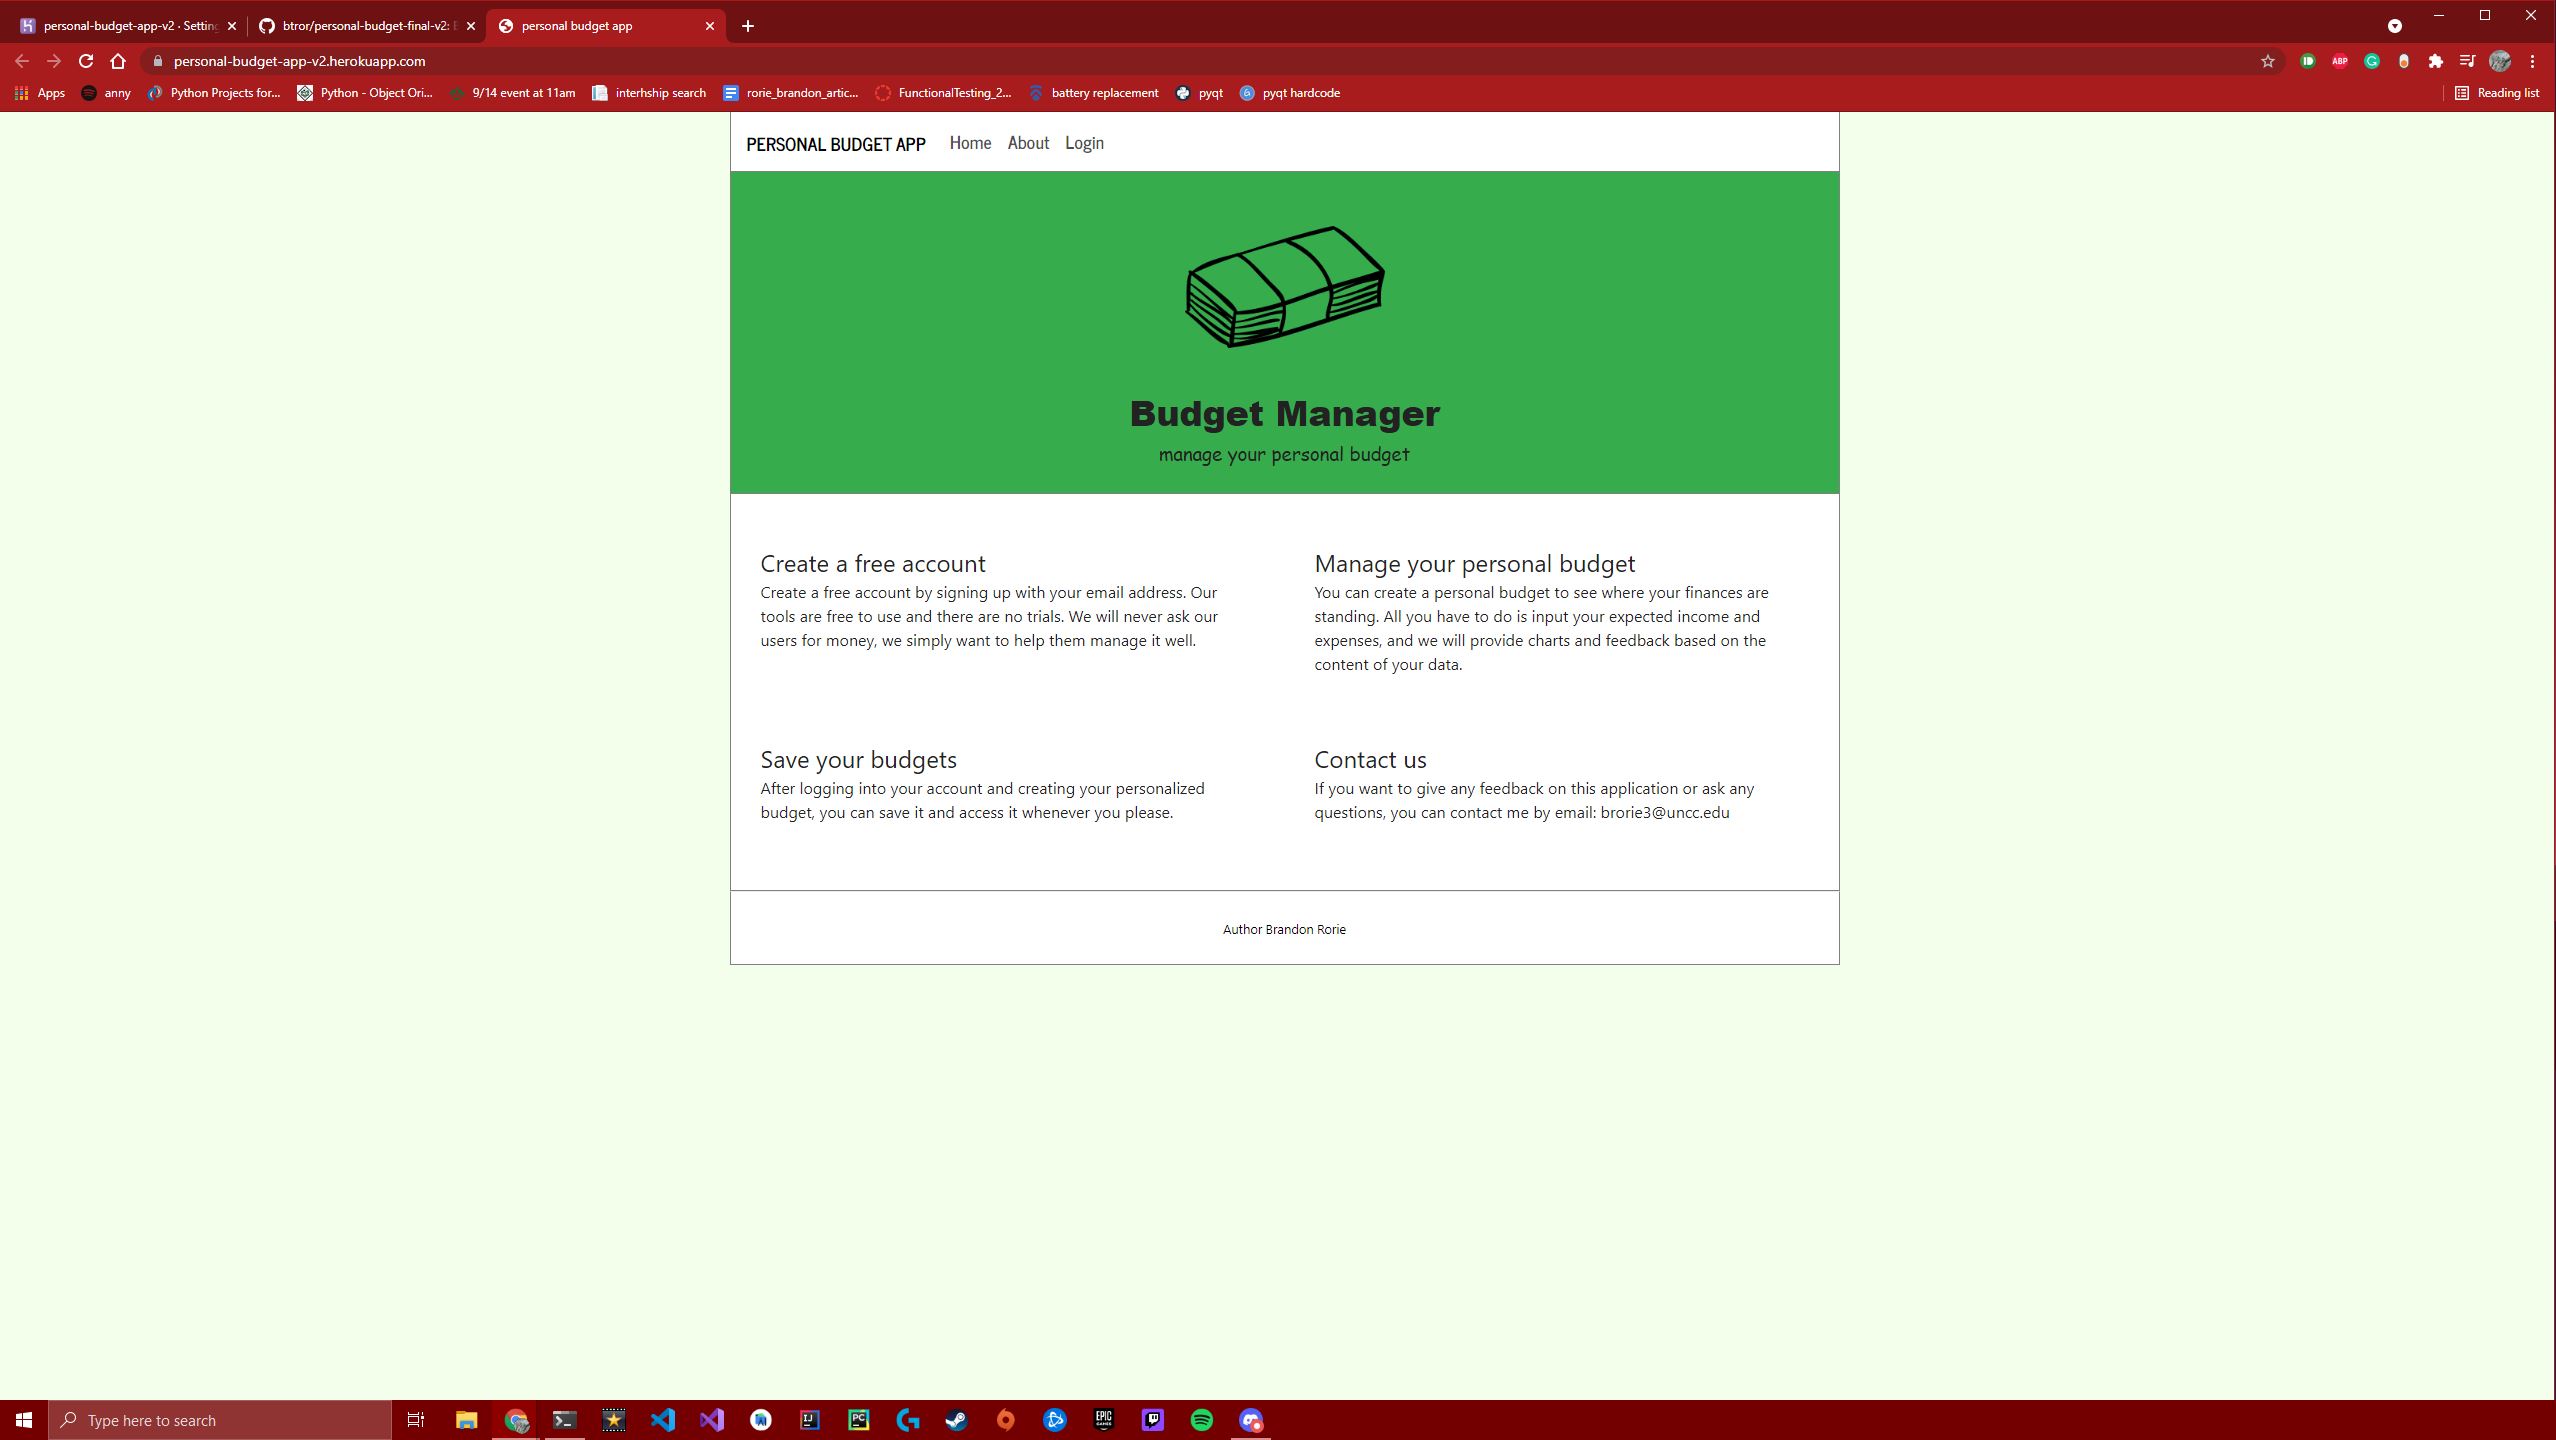 personal-budget-app-v2 · Setting
btror/personal-budget-final-v2:
personal budget app
personal-budget-app-v2.herokuapp.com
ABP
Apps
anny
Python Projects for...
Python - Object Ori...
9/14 event at 11am
interhship search
rorie_brandon_artic...
FunctionalTesting_2...
battery replacement
pyqt
pyqt hardcode
Reading list
PERSONAL BUDGET APP
Home
About
Login
Budget Manager
manage your personal budget
Create a free account
Create a free account by signing up with your email address. Our
tools are free to use and there are no trials. We will never ask our
users for money, we simply want to help them manage it well.
Manage your personal budget
You can create a personal budget to see where your finances are
standing. All you have to do is input your expected income and
expenses, and we will provide charts and feedback based on the
content of your data.
Save your budgets
After logging into your account and creating your personalized
budget, you can save it and access it whenever you please.
Contact us
If you want to give any feedback on this application or ask any
questions, you can contact me by email: brorie3@uncc.edu
Author Brandon Rorie
Type here to search
IJ
PC
EPIC
GAMES